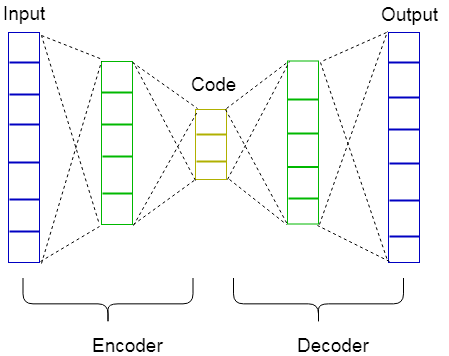 Input
Output
Code
Encoder
Decoder